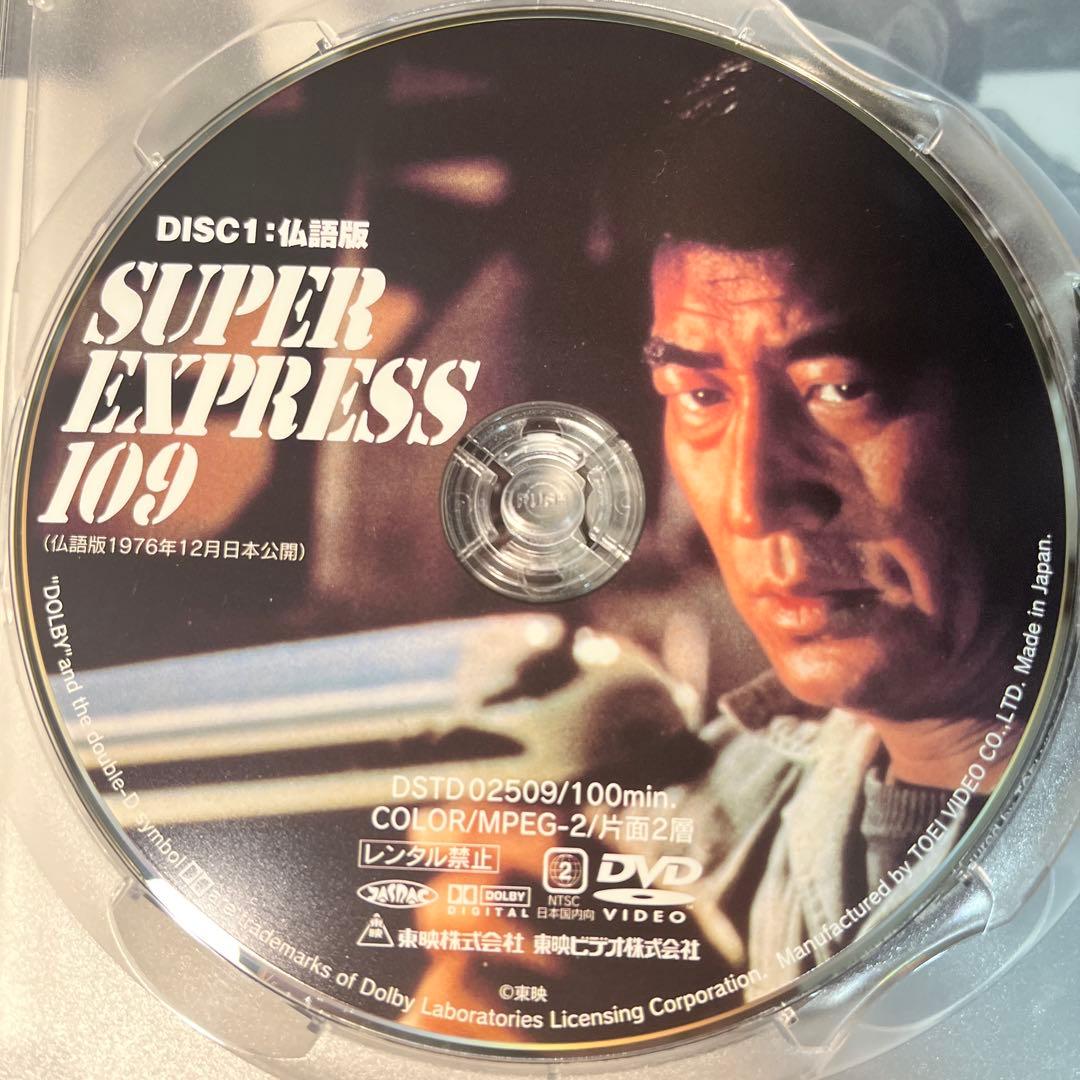 DISC1:仏語版
SUPER
EXPRESS
109
(仏語版1976年12月日本公開)
DSTD 02509/100min.
COLOR/MPEG-2/片面2層
レンタル禁止
2
NTSC
日本国内向
DVD
VIDEO
JASRAC
DOLBY
DIGITAL
東映
東映株式会社 東映ビデオ株式会社
©東映
"DOLBY" and the double-D symbol are trademarks of Dolby Laboratories Licensing Corporation. Manufactured by TOEI VIDEO CO.,LTD. Made in Japan.
PUSH